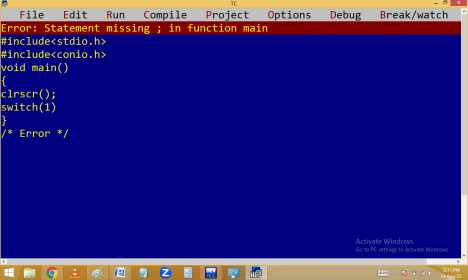 TC
File Edit Run Compile Project Options Debug Break/watch
Error: Statement missing ; in function main
#include<stdio.h>
#include<conio.h>
void main()
{
clrscr();
switch(1)
}
/* Error */
Activate Windows
Go to PC settings to activate Windows.